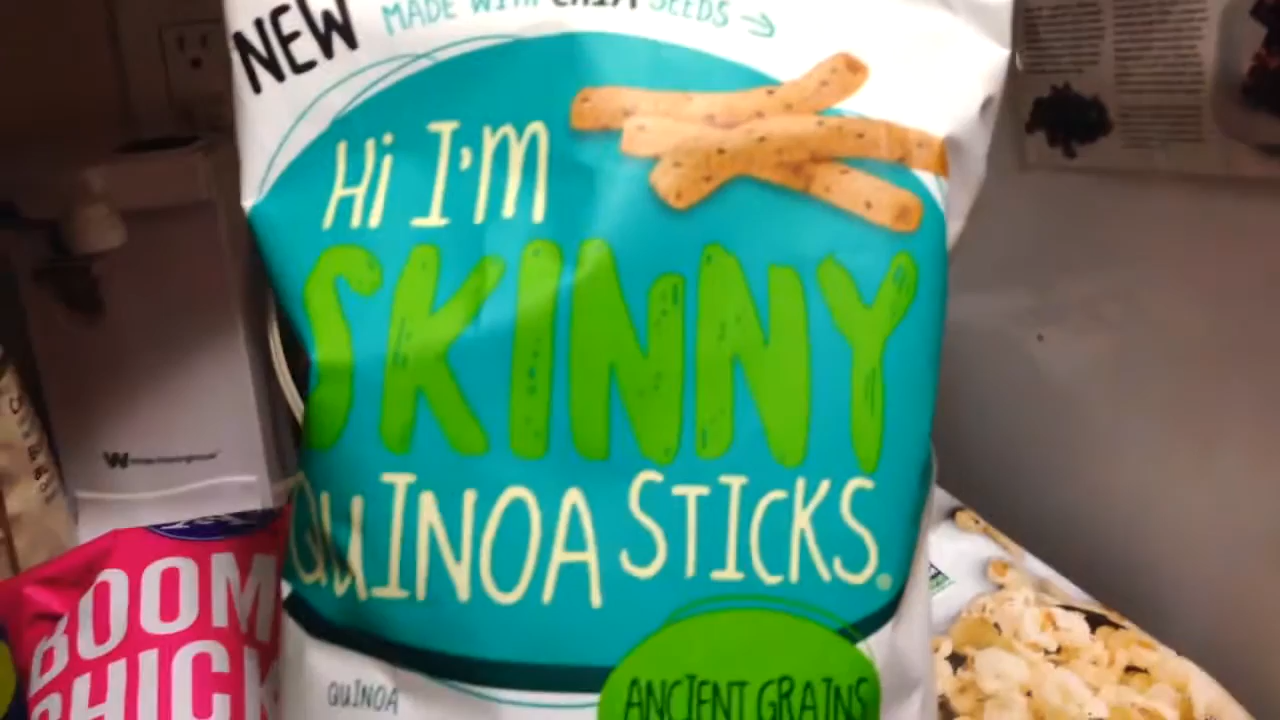 NEW
MADE WITH CHIA SEEDS
Hi I'M
SKINNY
QUINOA STICKS.
ANCIENT GRAINS
QUINOA
BOOM
CHICK